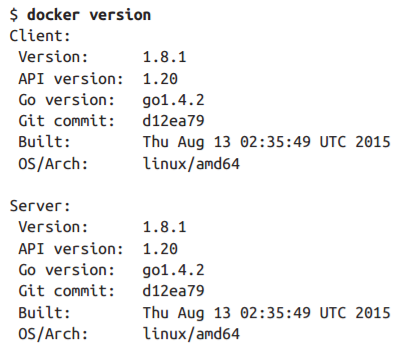 $ docker version
Client:
 Version:      1.8.1
 API version:  1.20
 Go version:   go1.4.2
 Git commit:   d12ea79
 Built:        Thu Aug 13 02:35:49 UTC 2015
 OS/Arch:      linux/amd64

Server:
 Version:      1.8.1
 API version:  1.20
 Go version:   go1.4.2
 Git commit:   d12ea79
 Built:        Thu Aug 13 02:35:49 UTC 2015
 OS/Arch:      linux/amd64